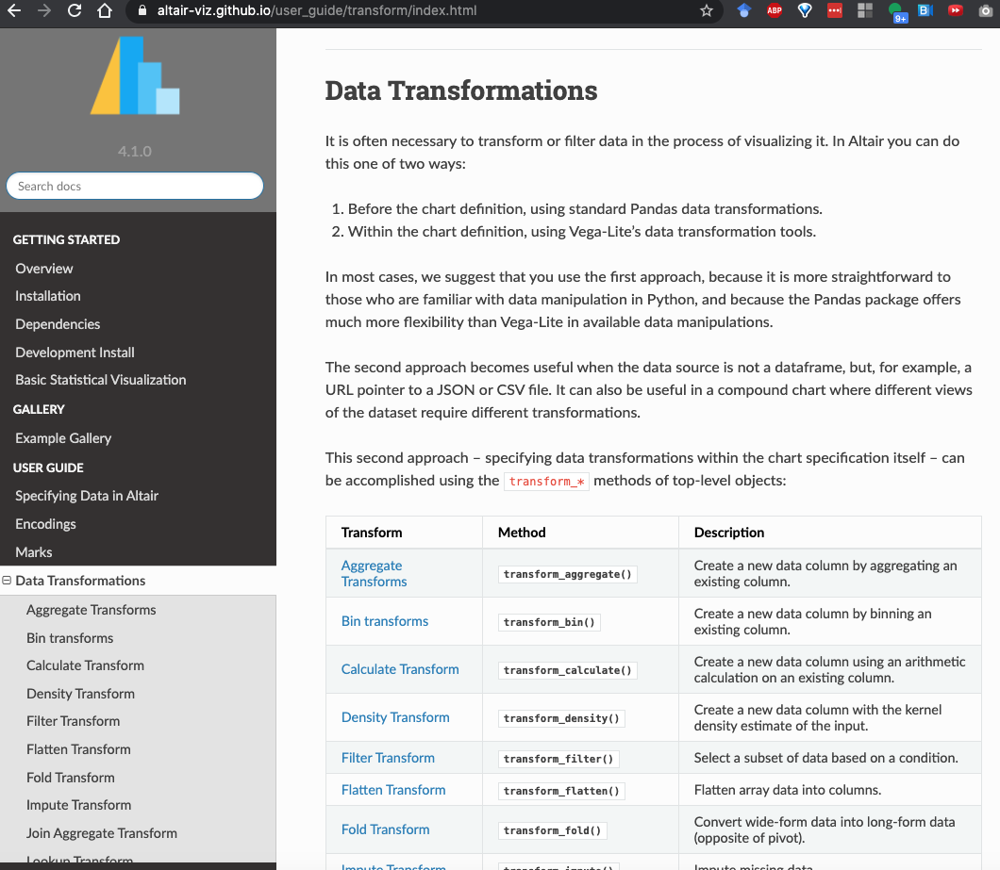 altair-viz.github.io/user_guide/transform/index.html
ABP
9+
B
4.1.0
Search docs
GETTING STARTED
Overview
Installation
Dependencies
Development Install
Basic Statistical Visualization
GALLERY
Example Gallery
USER GUIDE
Specifying Data in Altair
Encodings
Marks
Data Transformations
Aggregate Transforms
Bin transforms
Calculate Transform
Density Transform
Filter Transform
Flatten Transform
Fold Transform
Impute Transform
Join Aggregate Transform
Lookup Transform
Data Transformations
It is often necessary to transform or filter data in the process of visualizing it. In Altair you can do
this one of two ways:
1. Before the chart definition, using standard Pandas data transformations.
2. Within the chart definition, using Vega-Lite’s data transformation tools.
In most cases, we suggest that you use the first approach, because it is more straightforward to
those who are familiar with data manipulation in Python, and because the Pandas package offers
much more flexibility than Vega-Lite in available data manipulations.
The second approach becomes useful when the data source is not a dataframe, but, for example, a
URL pointer to a JSON or CSV file. It can also be useful in a compound chart where different views
of the dataset require different transformations.
This second approach – specifying data transformations within the chart specification itself – can
be accomplished using the transform_* methods of top-level objects:
Transform Method Description
Aggregate
Transforms
transform_aggregate()
Create a new data column by aggregating an
existing column.
Bin transforms
transform_bin()
Create a new data column by binning an
existing column.
Calculate Transform
transform_calculate()
Create a new data column using an arithmetic
calculation on an existing column.
Density Transform
transform_density()
Create a new data column with the kernel
density estimate of the input.
Filter Transform transform_filter() Select a subset of data based on a condition.
Flatten Transform transform_flatten() Flatten array data into columns.
Fold Transform
transform_fold()
Convert wide-form data into long-form data
(opposite of pivot).
Impute Transform transform_impute() Impute missing data.